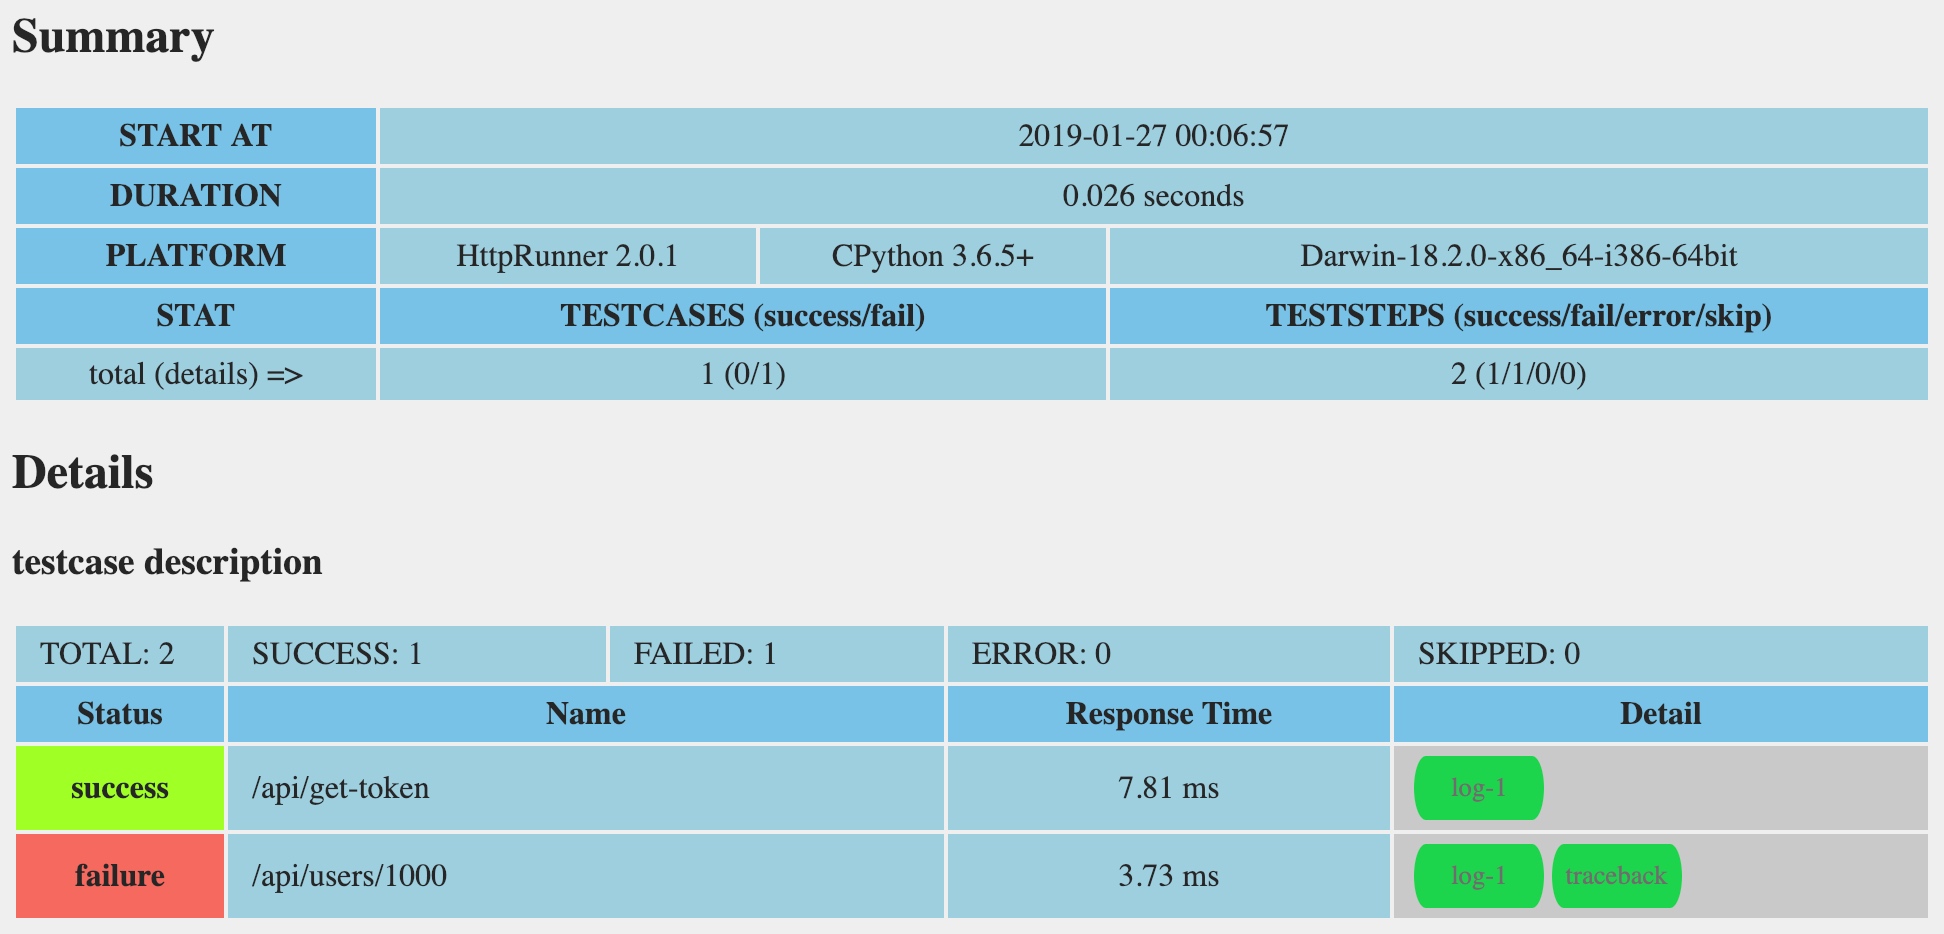 Summary
START AT 2019-01-27 00:06:57
DURATION 0.026 seconds
PLATFORM HttpRunner 2.0.1 CPython 3.6.5+ Darwin-18.2.0-x86_64-i386-64bit
STAT TESTCASES (success/fail) TESTSTEPS (success/fail/error/skip)
total (details) => 1 (0/1) 2 (1/1/0/0)
Details
testcase description
TOTAL: 2 SUCCESS: 1 FAILED: 1 ERROR: 0 SKIPPED: 0
Status Name Response Time Detail
success /api/get-token 7.81 ms log-1
failure /api/users/1000 3.73 ms log-1 traceback